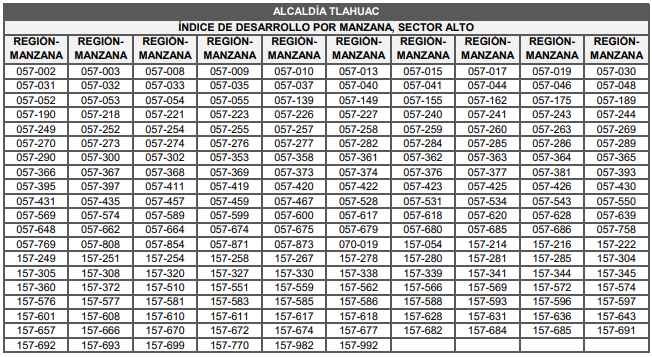 ALCALDÍA TLAHUAC
ÍNDICE DE DESARROLLO POR MANZANA, SECTOR ALTO
REGIÓN- REGIÓN- REGIÓN- REGIÓN- REGIÓN- REGIÓN- REGIÓN- REGIÓN- REGIÓN- REGIÓN-
MANZANA MANZANA MANZANA MANZANA MANZANA MANZANA MANZANA MANZANA MANZANA MANZANA
057-002 057-003 057-008 057-009 057-010 057-013 057-015 057-017 057-019 057-030
057-031 057-032 057-033 057-035 057-037 057-040 057-041 057-044 057-046 057-048
057-052 057-053 057-054 057-055 057-139 057-149 057-155 057-162 057-175 057-189
057-190 057-218 057-221 057-223 057-226 057-227 057-240 057-241 057-243 057-244
057-249 057-252 057-254 057-255 057-257 057-258 057-259 057-260 057-263 057-269
057-270 057-273 057-274 057-276 057-277 057-282 057-284 057-285 057-286 057-289
057-290 057-300 057-302 057-353 057-358 057-361 057-362 057-363 057-364 057-365
057-366 057-367 057-368 057-369 057-373 057-374 057-376 057-377 057-381 057-393
057-395 057-397 057-411 057-419 057-420 057-422 057-423 057-425 057-426 057-430
057-431 057-435 057-457 057-459 057-467 057-528 057-531 057-534 057-543 057-550
057-569 057-574 057-589 057-599 057-600 057-617 057-618 057-620 057-628 057-639
057-648 057-662 057-664 057-674 057-675 057-679 057-680 057-685 057-686 057-758
057-769 057-808 057-854 057-871 057-873 070-019 157-054 157-214 157-216 157-222
157-249 157-251 157-254 157-258 157-267 157-278 157-280 157-281 157-285 157-304
157-305 157-308 157-320 157-327 157-330 157-338 157-339 157-341 157-344 157-345
157-360 157-372 157-510 157-551 157-559 157-562 157-566 157-569 157-572 157-574
157-576 157-577 157-581 157-583 157-585 157-586 157-588 157-593 157-596 157-597
157-601 157-608 157-610 157-611 157-617 157-618 157-628 157-631 157-636 157-643
157-657 157-666 157-670 157-672 157-674 157-677 157-682 157-684 157-685 157-691
157-692 157-693 157-699 157-770 157-982 157-992